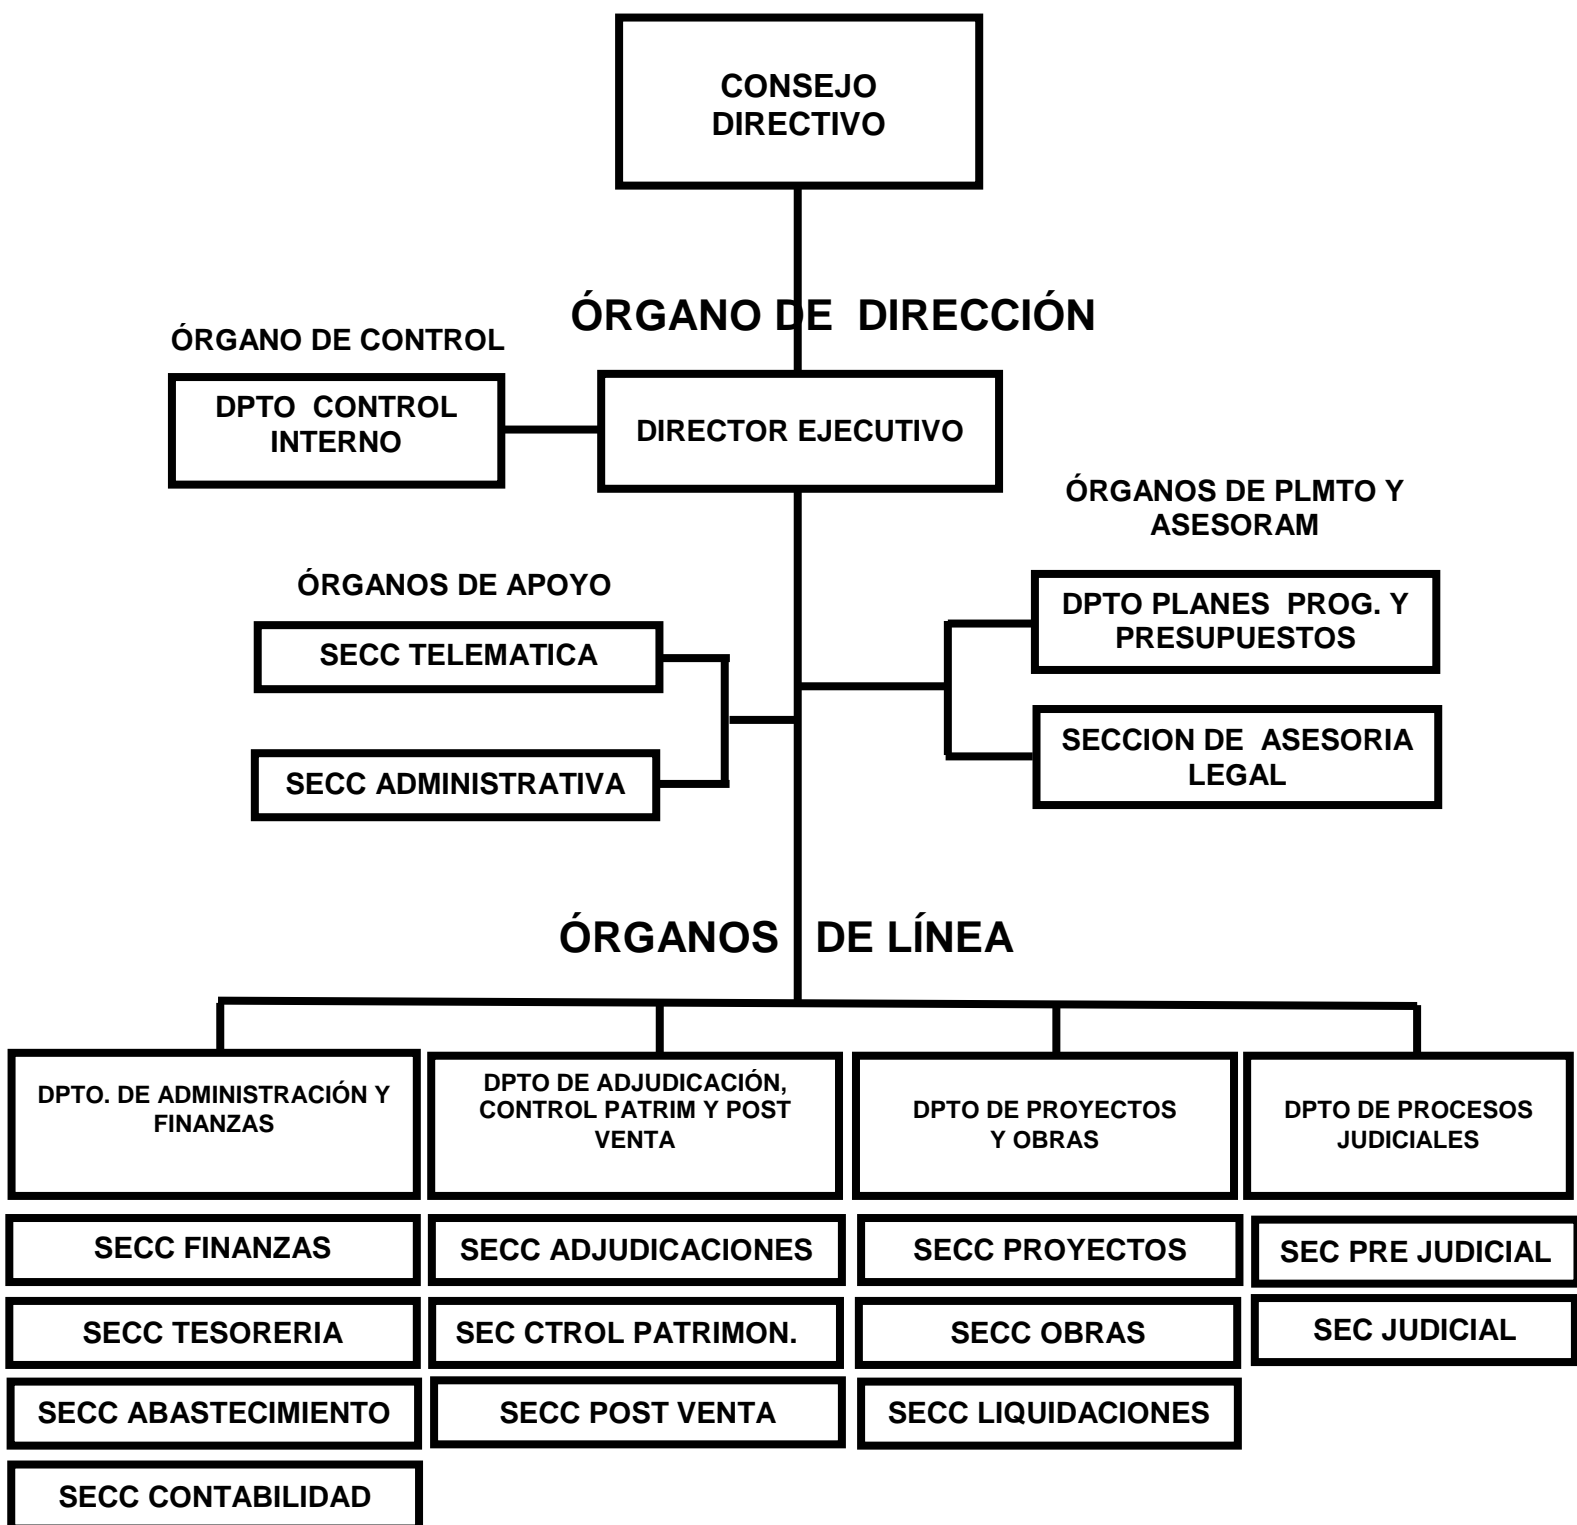 CONSEJO
DIRECTIVO
ÓRGANO DE DIRECCIÓN
ÓRGANO DE CONTROL
DPTO CONTROL
INTERNO
DIRECTOR EJECUTIVO
ÓRGANOS DE PLMTO Y
ASESORAM
ÓRGANOS DE APOYO
SECC TELEMATICA
SECC ADMINISTRATIVA
DPTO PLANES PROG. Y
PRESUPUESTOS
SECCION DE ASESORIA
LEGAL
ÓRGANOS DE LÍNEA
DPTO. DE ADMINISTRACIÓN Y
FINANZAS
SECC FINANZAS
SECC TESORERIA
SECC ABASTECIMIENTO
SECC CONTABILIDAD
DPTO DE ADJUDICACIÓN,
CONTROL PATRIM Y POST
VENTA
SECC ADJUDICACIONES
SEC CTROL PATRIMON.
SECC POST VENTA
DPTO DE PROYECTOS
Y OBRAS
SECC PROYECTOS
SECC OBRAS
SECC LIQUIDACIONES
DPTO DE PROCESOS
JUDICIALES
SEC PRE JUDICIAL
SEC JUDICIAL